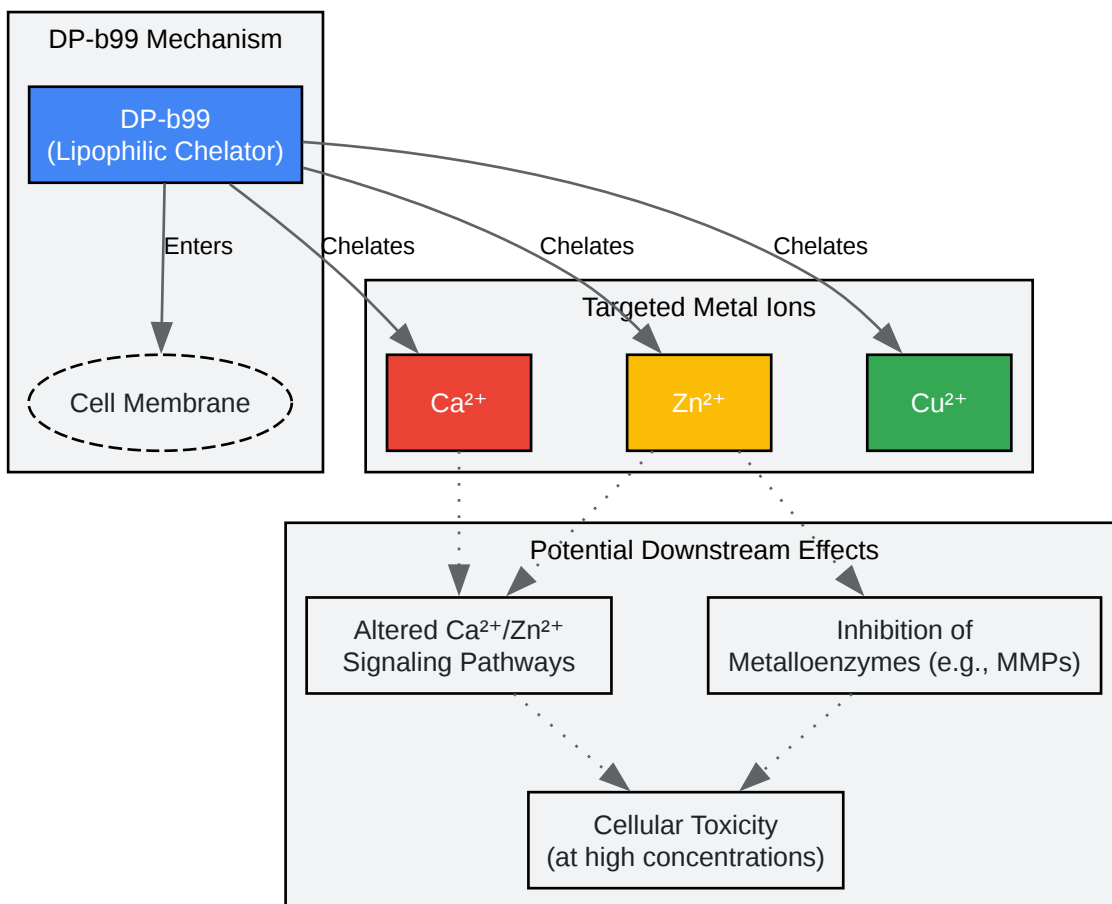 DP-b99 Mechanism
DP-b99
(Lipophilic Chelator)
Enters
Chelates
Chelates
Chelates
Targeted Metal Ions
Cell Membrane
Ca²⁺
Zn²⁺
Cu²⁺
Potential Downstream Effects
Altered Ca²⁺/Zn²⁺
Signaling Pathways
Inhibition of
Metalloenzymes (e.g., MMPs)
Cellular Toxicity
(at high concentrations)